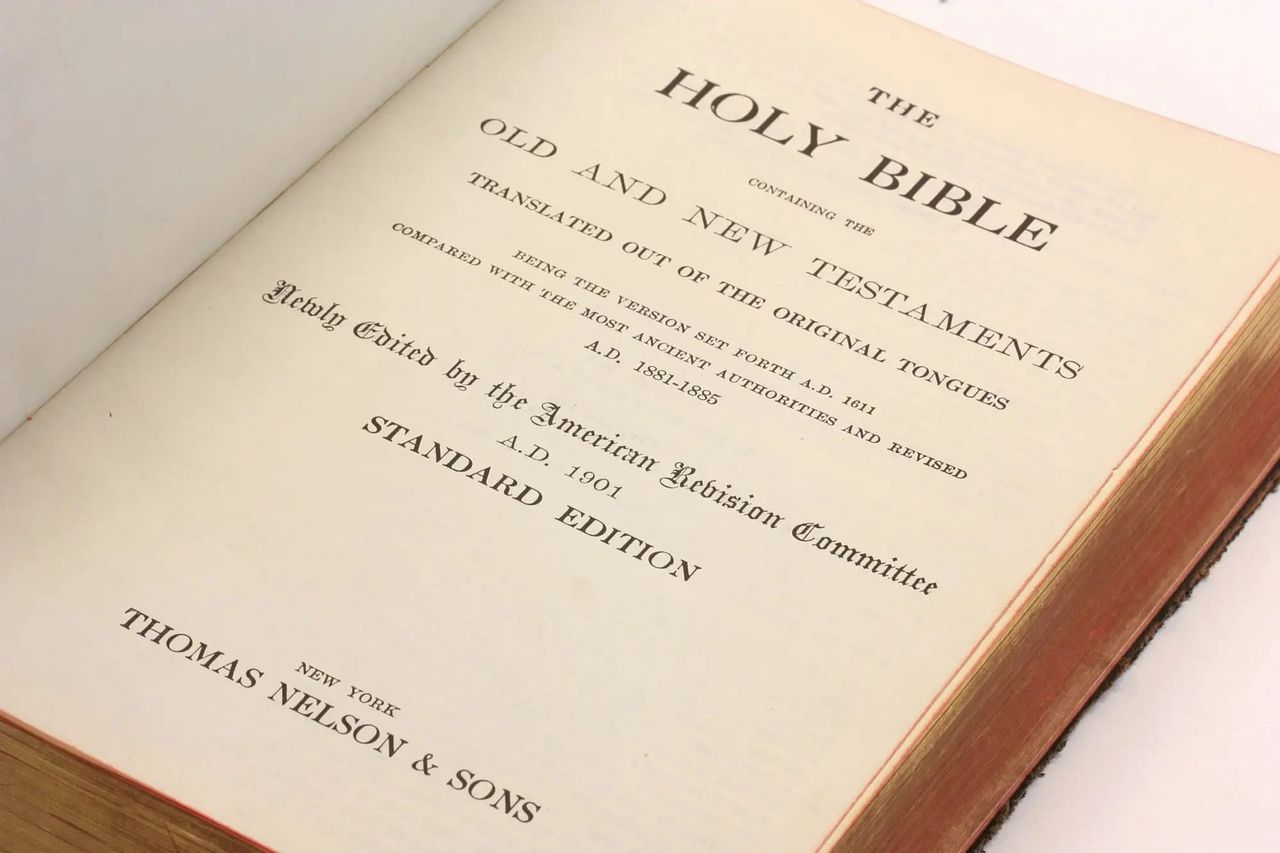 THE
HOLY BIBLE
CONTAINING THE
OLD AND NEW TESTAMENTS
TRANSLATED OUT OF THE ORIGINAL TONGUES
BEING THE VERSION SET FORTH A.D. 1611
COMPARED WITH THE MOST ANCIENT AUTHORITIES AND REVISED
A.D. 1881-1885
Newly Edited by the American Revision Committee
A.D. 1901
STANDARD EDITION
NEW YORK
THOMAS NELSON & SONS